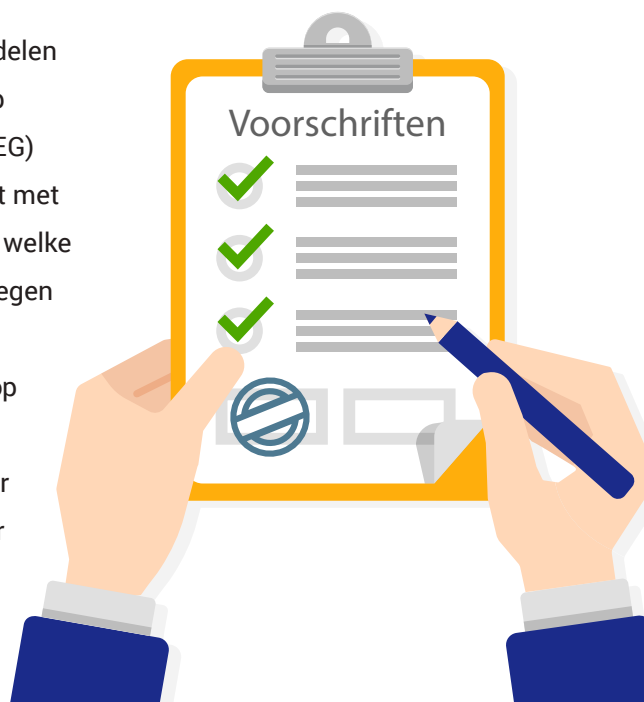 delen
EG)
t met
welke
egen
op
r
r
Voorschriften